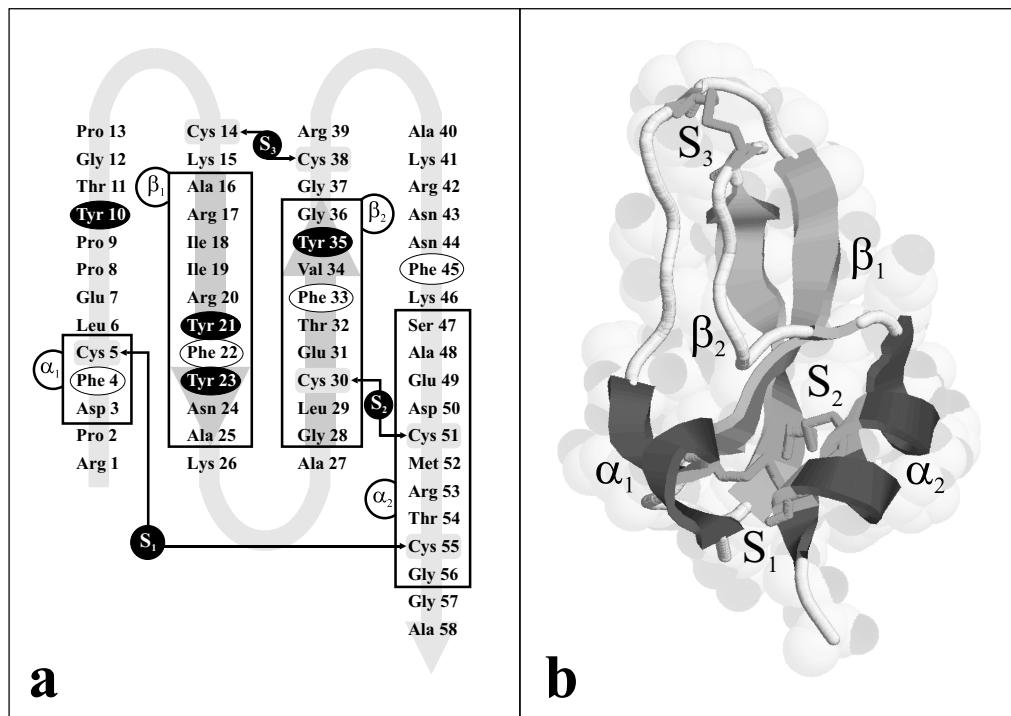 Pro 13
Gly 12
Thr 11
Tyr 10
Pro 9
Pro 8
Glu 7
Leu 6
Cys 5
Phe 4
Asp 3
Pro 2
Arg 1
α1
S1
Cys 14
Lys 15
Ala 16
Arg 17
Ile 18
Ile 19
Arg 20
Tyr 21
Phe 22
Tyr 23
Asn 24
Ala 25
Lys 26
β1
S3
Arg 39
Cys 38
Gly 37
Gly 36
Tyr 35
Val 34
Phe 33
Thr 32
Glu 31
Cys 30
Leu 29
Gly 28
Ala 27
β2
S2
Ala 40
Lys 41
Arg 42
Asn 43
Asn 44
Phe 45
Lys 46
Ser 47
Ala 48
Glu 49
Asp 50
Cys 51
Met 52
Arg 53
Thr 54
Cys 55
Gly 56
Gly 57
Ala 58
α2
a
S3
β1
β2
S2
α1
α2
S1
b